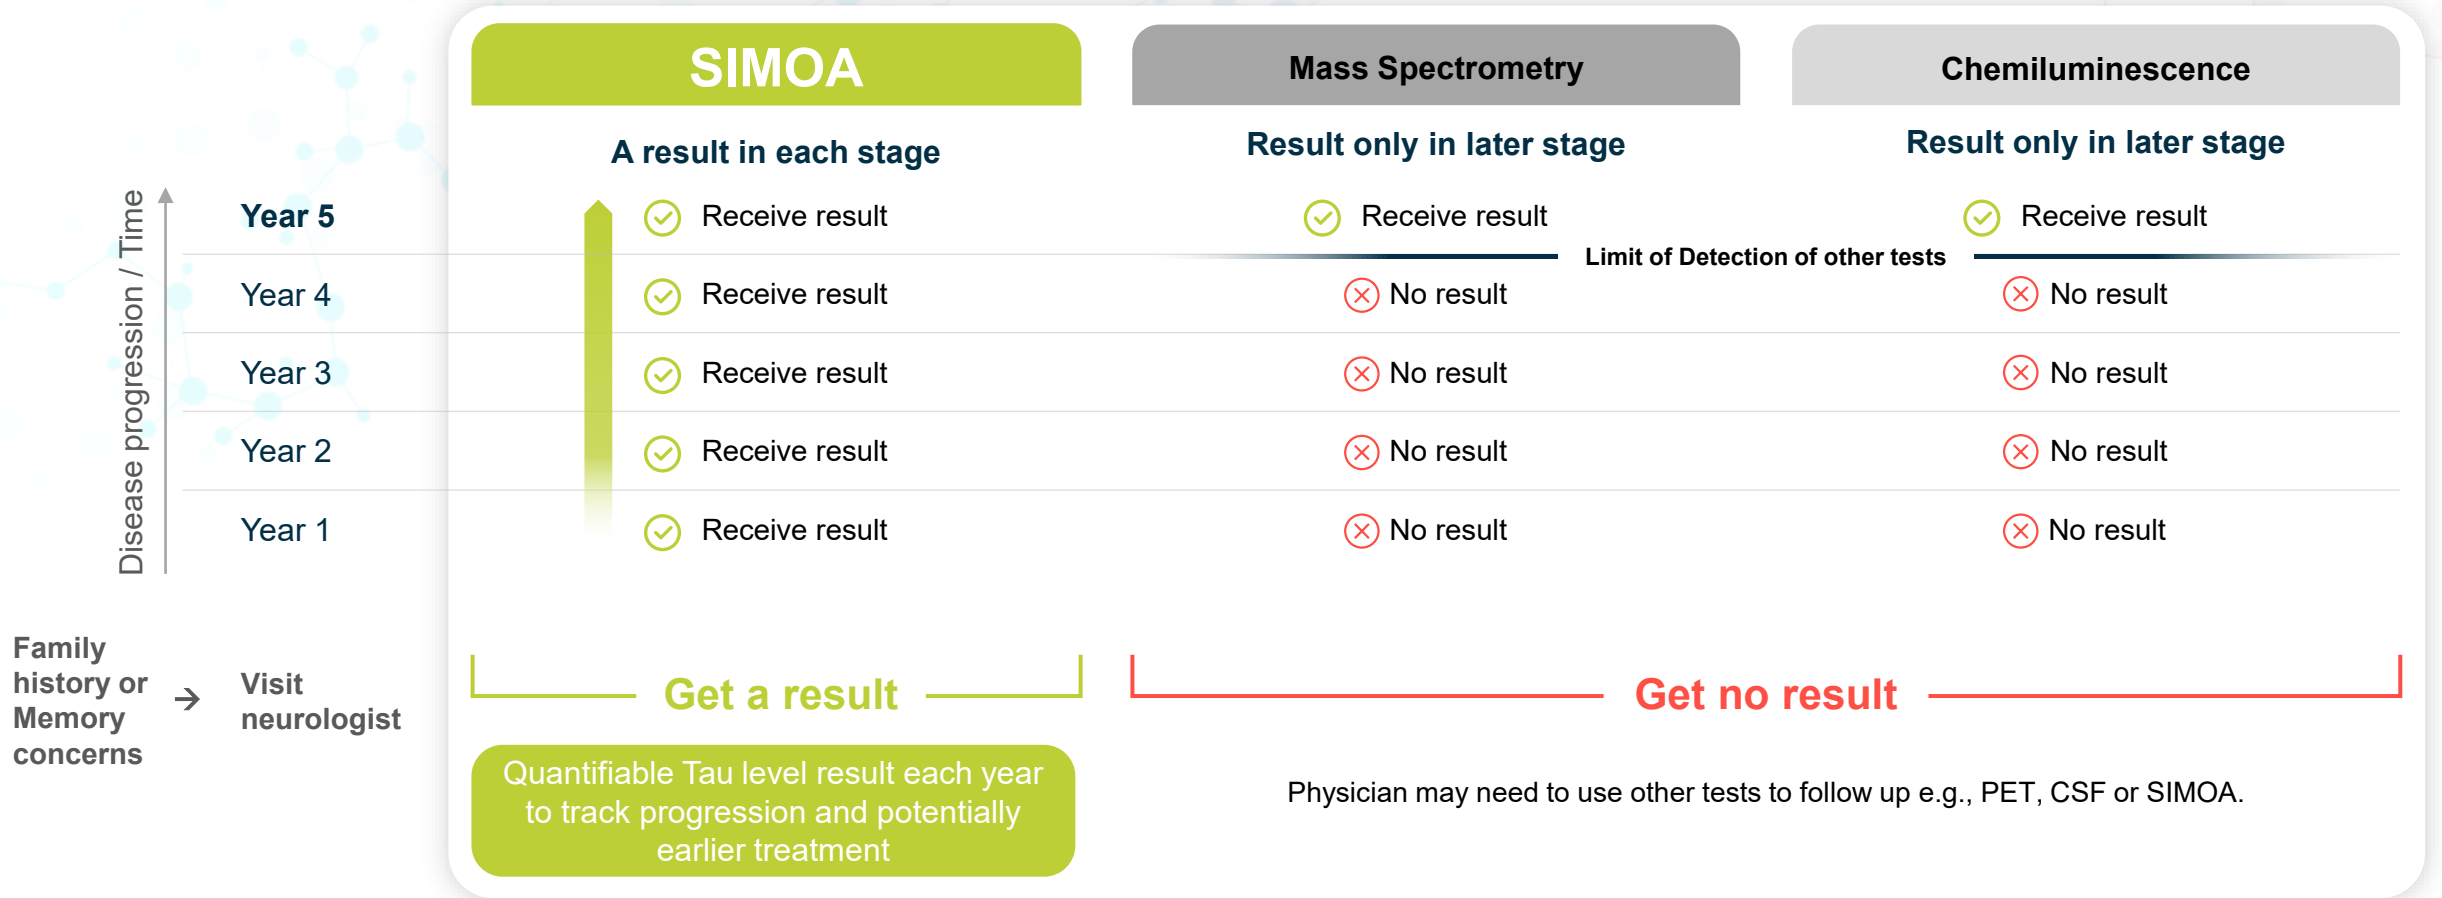 SIMOA
Mass Spectrometry
Chemiluminescence
A result in each stage
Result only in later stage
Result only in later stage
Disease progression / Time
Year 5
Receive result
Receive result
Receive result
Limit of Detection of other tests
Year 4
Receive result
No result
No result
Year 3
Receive result
No result
No result
Year 2
Receive result
No result
No result
Year 1
Receive result
No result
No result
Family
history or
Memory
concerns
Visit
neurologist
Get a result
Get no result
Quantifiable Tau level result each year
to track progression and potentially
earlier treatment
Physician may need to use other tests to follow up e.g., PET, CSF or SIMOA.